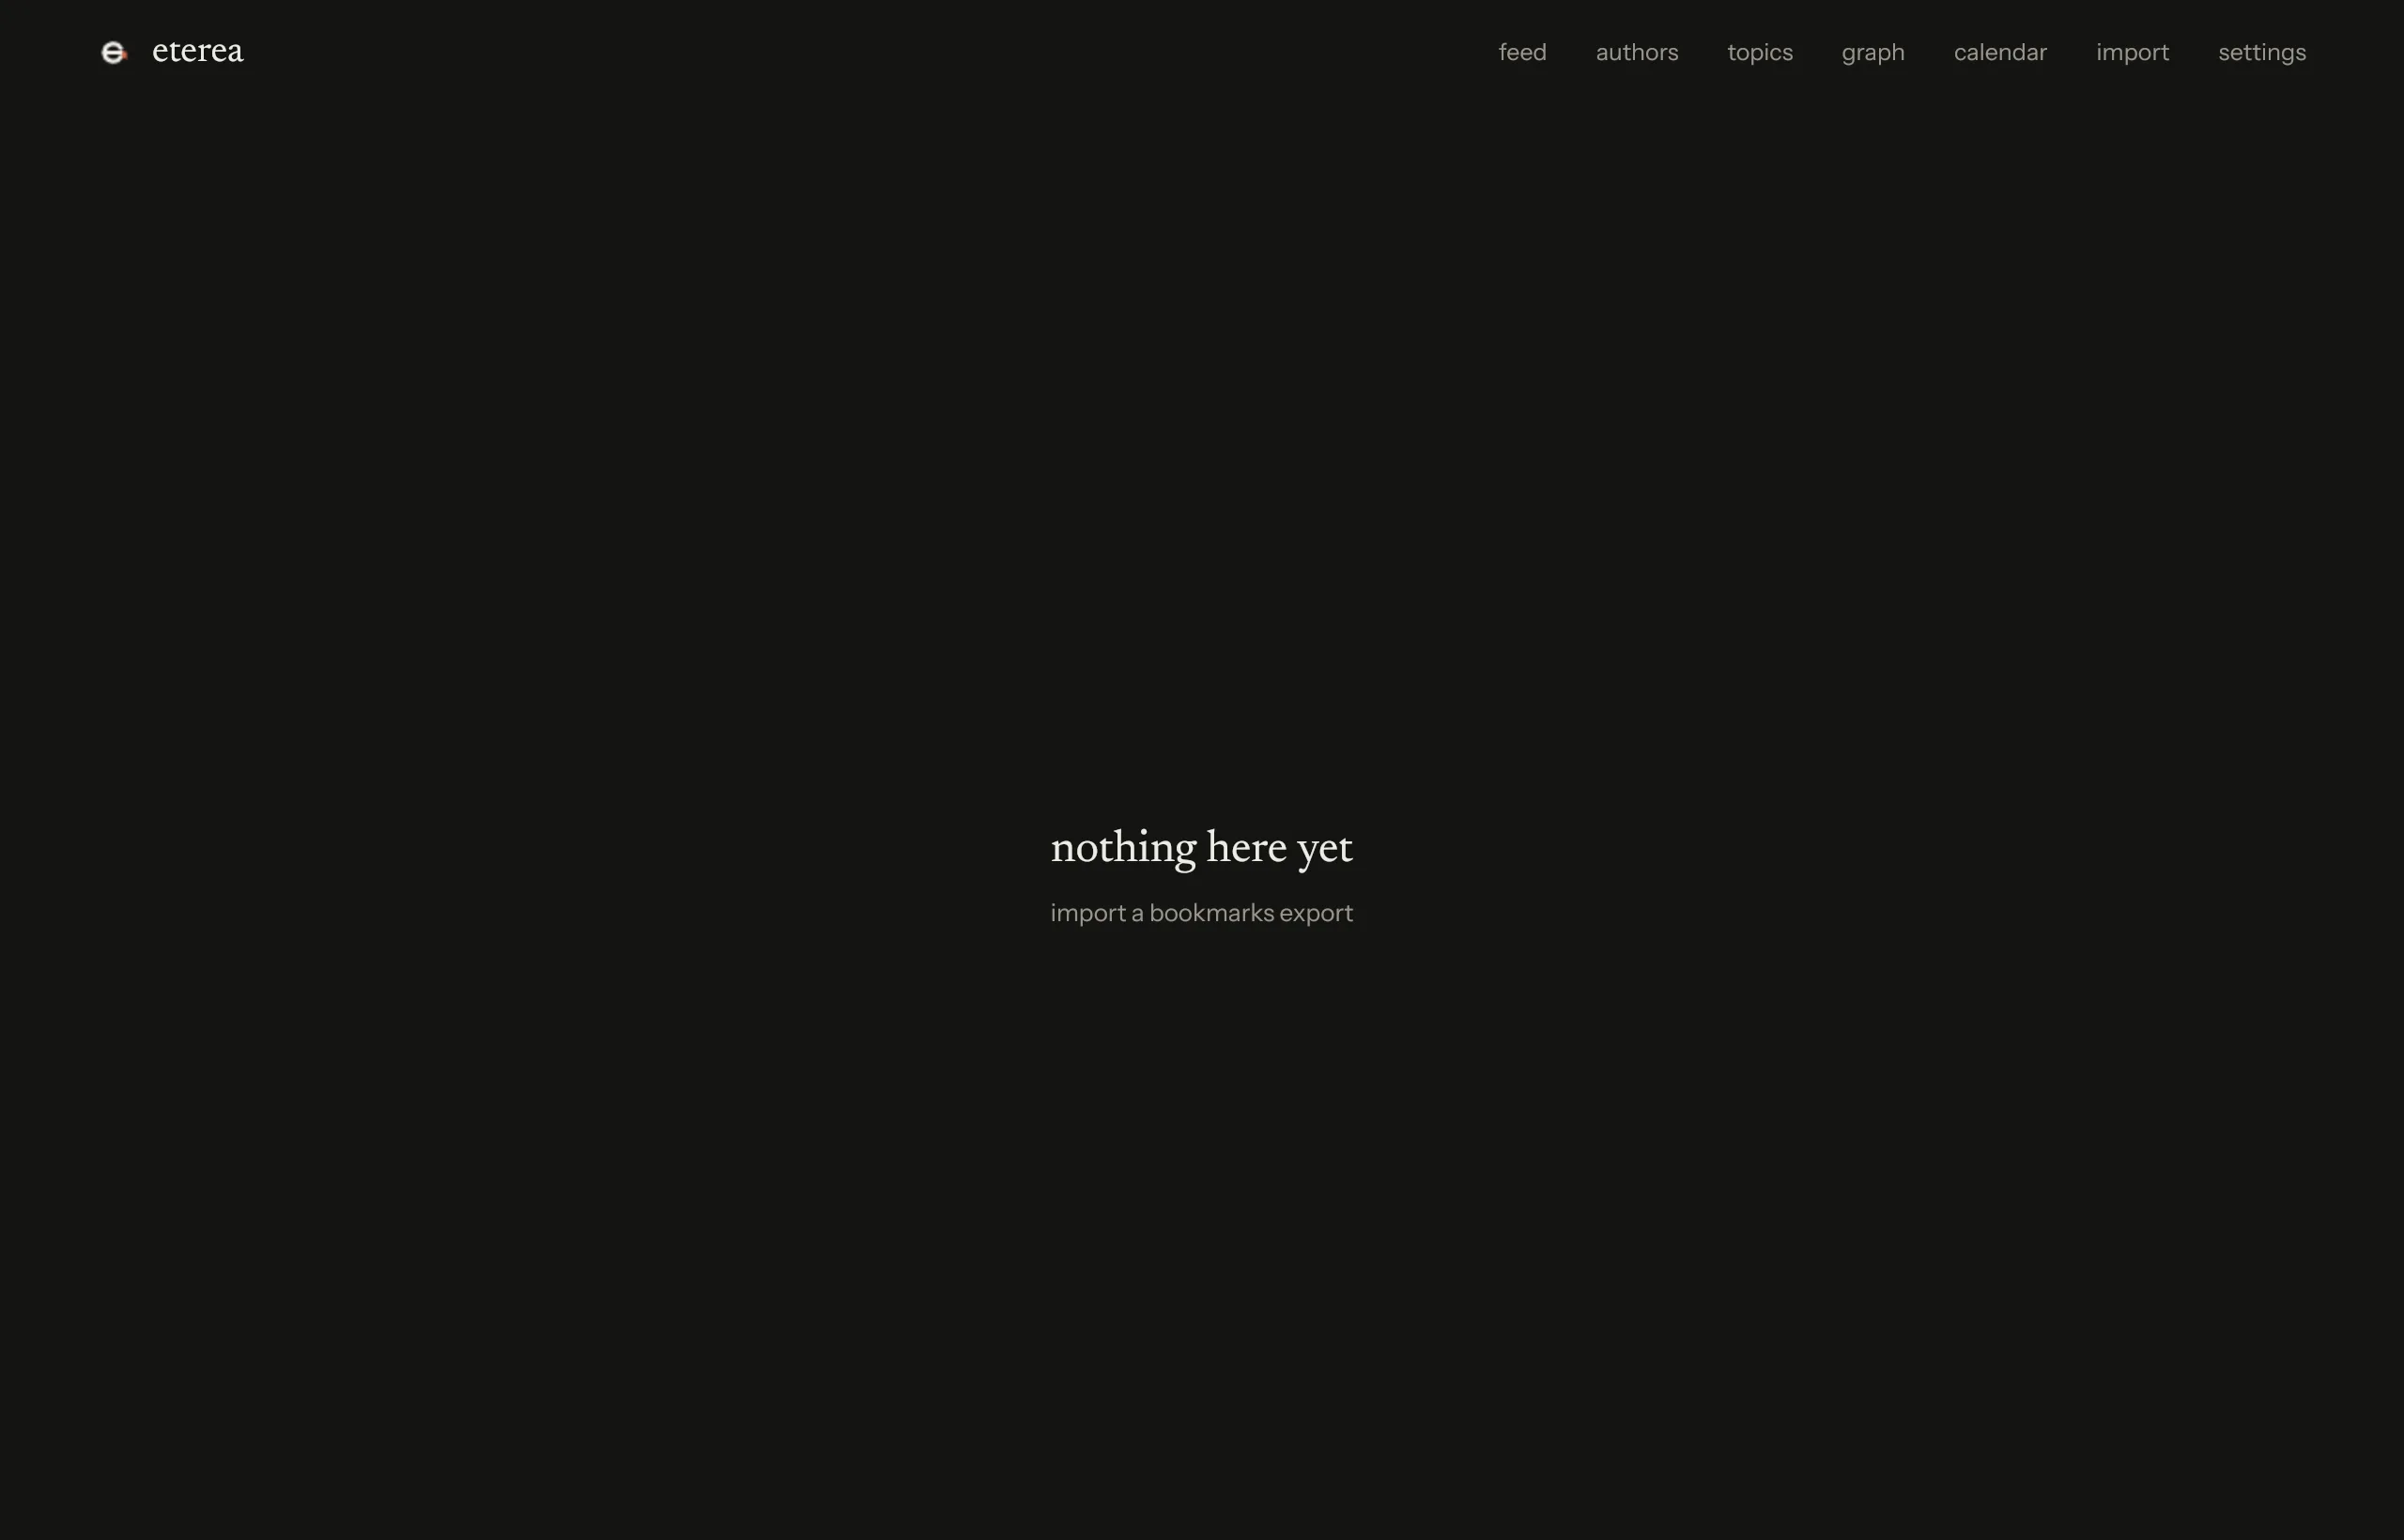 eterea
feed authors topics graph calendar import settings
nothing here yet
import a bookmarks export